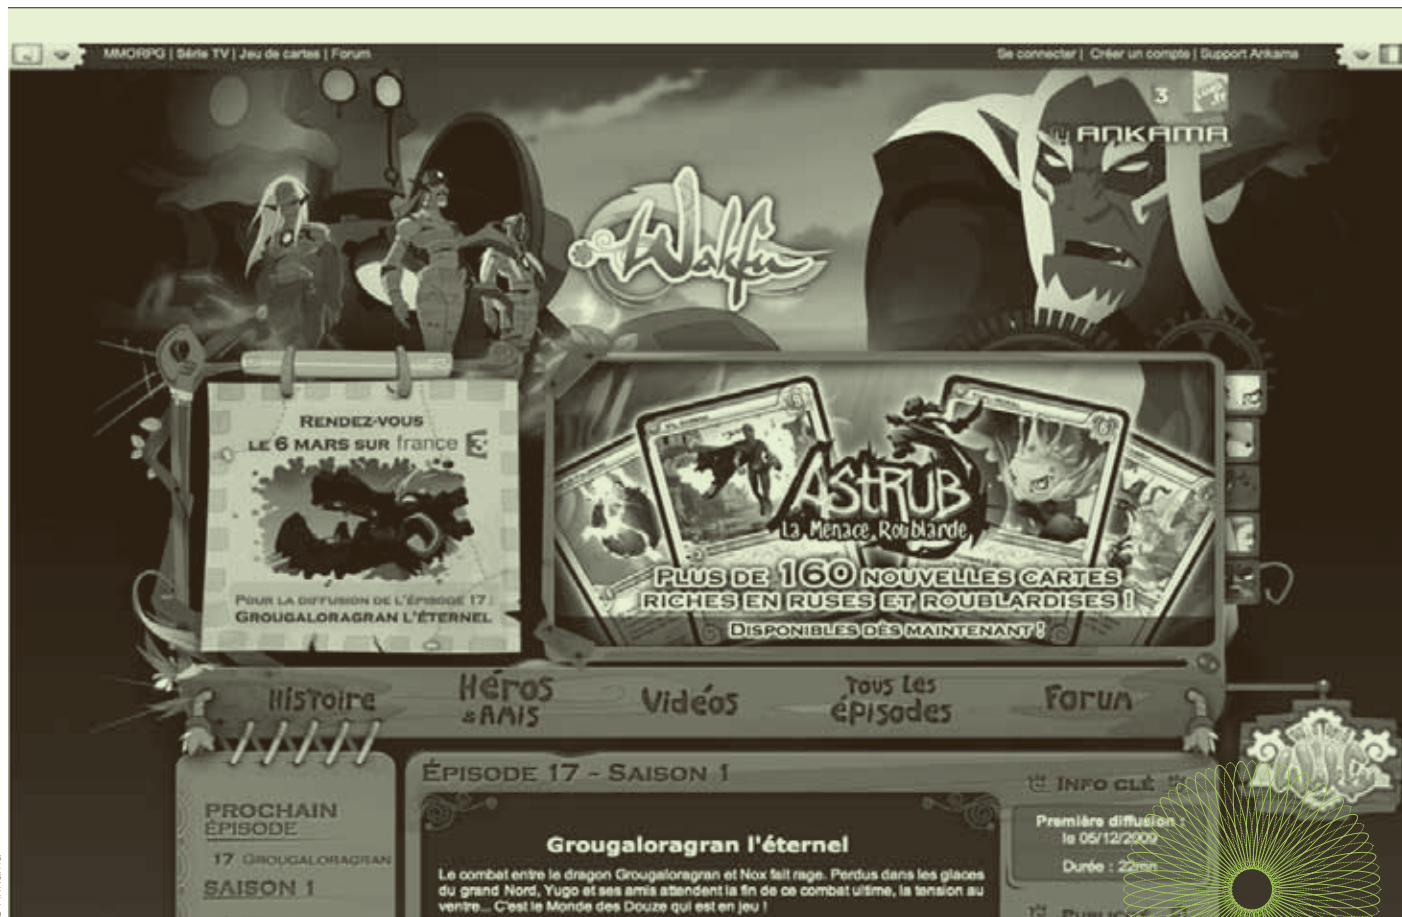 MMORPG | Série TV | Jeu de cartes | Forum
Se connecter | Créer un compte | Support Ankama
3
ANKAMA
Wakfu
RENDEZ-VOUS
LE 6 MARS SUR france 3
POUR LA DIFFUSION DE L'ÉPISODE 17 :
GROUGALORAGRAN L'ÉTERNEL
ASTRUB
La Menace Roublarde
PLUS DE 160 NOUVELLES CARTES
RICHES EN RUSES ET ROUBLARDISES !
DISPONIBLES DÈS MAINTENANT !
Histoire
Héros
& AMIS
Vidéos
Tous Les
épisodes
Forum
PROCHAIN
ÉPISODE
17 GROUGALORAGRAN
SAISON 1
ÉPISODE 17 - SAISON 1
Grougaloragran l'éternel
Le combat entre le dragon Grougaloragran et Nox fait rage. Perdus dans les glaces
du grand Nord, Yugo et ses amis attendent la fin de ce combat ultime, la tension au
ventre... C'est le Monde des Douze qui est en jeu !
INFO CLÉ
Première diffusion :
le 05/12/2009
Durée : 22mn